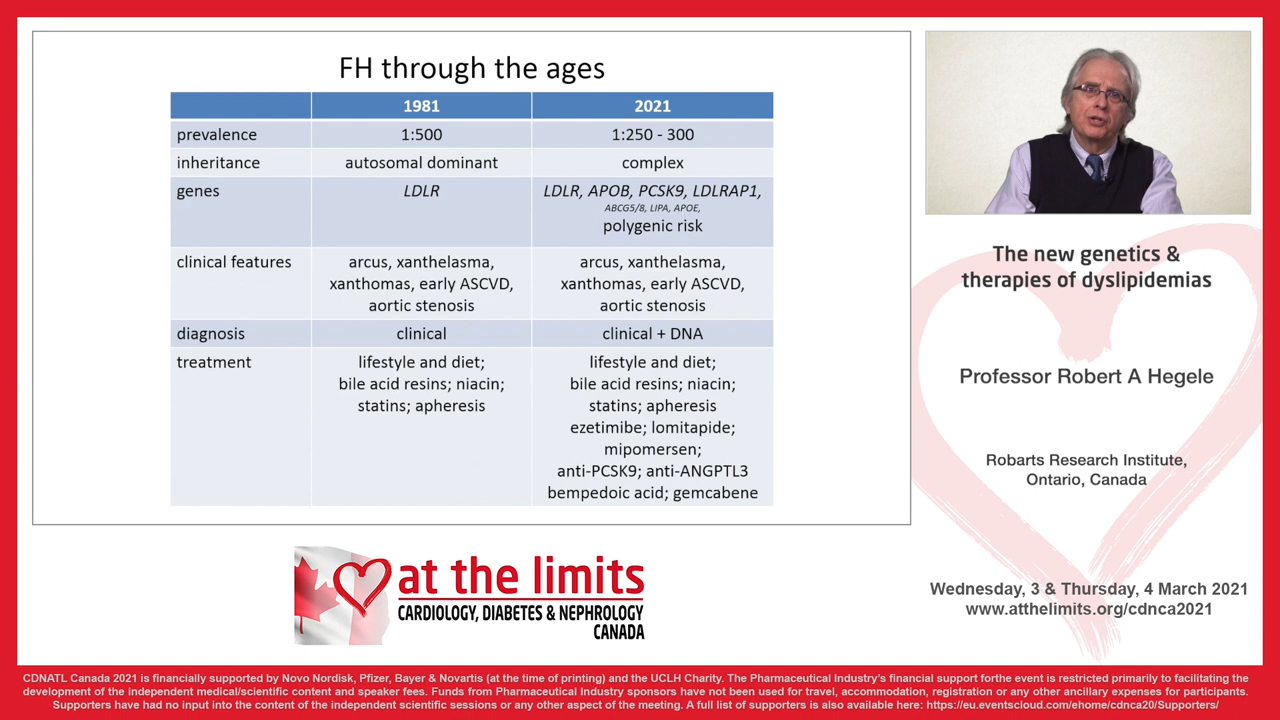 FH through the ages
1981 2021
prevalence 1:500 1:250 - 300
inheritance autosomal dominant complex
genes LDLR LDLR, APOB, PCSK9, LDLRAP1,
ABCG5/8, LIPA, APOE,
polygenic risk
clinical features arcus, xanthelasma, arcus, xanthelasma,
xanthomas, early ASCVD, xanthomas, early ASCVD,
aortic stenosis aortic stenosis
diagnosis clinical clinical + DNA
treatment lifestyle and diet; lifestyle and diet;
bile acid resins; niacin; bile acid resins; niacin;
statins; apheresis statins; apheresis
ezetimibe; lomitapide;
mipomersen;
anti-PCSK9; anti-ANGPTL3
bempedoic acid; gemcabene
The new genetics &
therapies of dyslipidemias
Professor Robert A Hegele
Robarts Research Institute,
Ontario, Canada
at the limits
CARDIOLOGY, DIABETES & NEPHROLOGY
CANADA
Wednesday, 3 & Thursday, 4 March 2021
www.atthelimits.org/cdnca2021
CDNATL Canada 2021 is financially supported by Novo Nordisk, Pfizer, Bayer & Novartis (at the time of printing) and the UCLH Charity. The Pharmaceutical Industry's financial support forthe event is restricted primarily to facilitating the
development of the independent medical/scientific content and speaker fees. Funds from Pharmaceutical Industry sponsors have not been used for travel, accommodation, registration or any other ancillary expenses for participants.
Supporters have had no input into the content of the independent scientific sessions or any other aspect of the meeting. A full list of supporters is also available here: https://eu.eventscloud.com/ehome/cdnca20/Supporters/